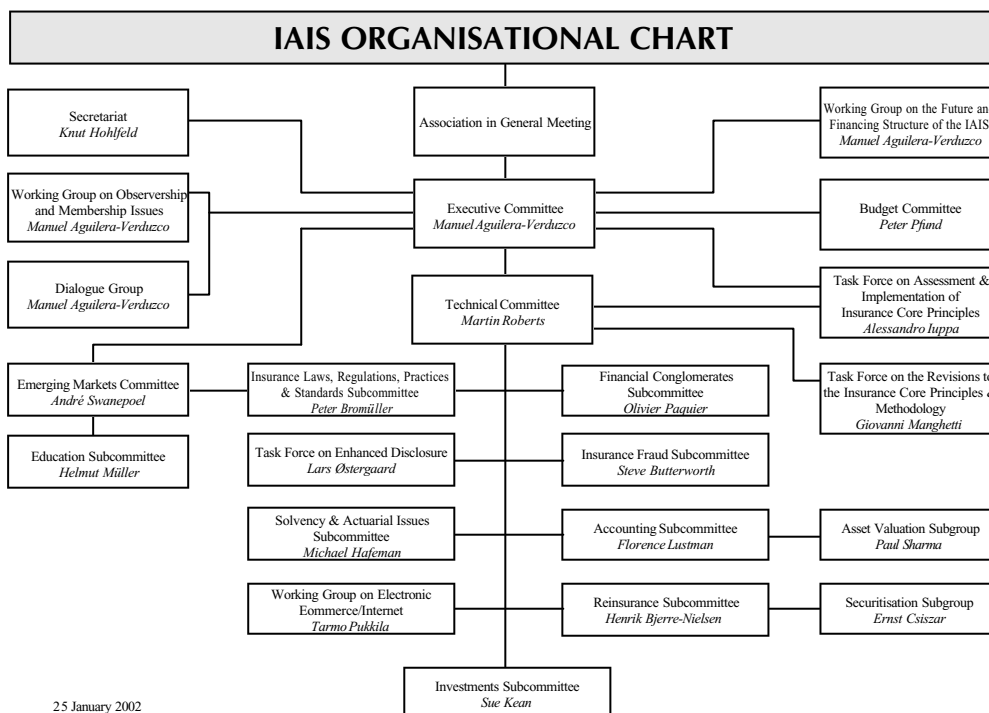 IAIS ORGANISATIONAL CHART
Secretariat
Knut Hohlfeld
Association in General Meeting
Working Group on the Future an
Financing Structure of the IAIS
Manuel Aguilera-Verduzco
Working Group on Observership
and Membership Issues
Manuel Aguilera-Verduzco
Executive Committee
Manuel Aguilera-Verduzco
Budget Committee
Peter Pfund
Dialogue Group
Manuel Aguilera-Verduzco
Technical Committee
Martin Roberts
Task Force on Assessment &
Implementation of
Insurance Core Principles
Alessandro Iuppa
Emerging Markets Committee
André Swanepoel
Insurance Laws, Regulations, Practices
& Standards Subcommittee
Peter Bromüller
Financial Conglomerates
Subcommittee
Olivier Paquier
Task Force on the Revisions to
the Insurance Core Principles &
Methodology
Giovanni Manghetti
Education Subcommittee
Helmut Müller
Task Force on Enhanced Disclosure
Lars Østergaard
Insurance Fraud Subcommittee
Steve Butterworth
Solvency & Actuarial Issues
Subcommittee
Michael Hafeman
Accounting Subcommittee
Florence Lustman
Asset Valuation Subgroup
Paul Sharma
Working Group on Electronic
Eommerce/Internet
Tarmo Pukkila
Reinsurance Subcommittee
Henrik Bjerre-Nielsen
Securitisation Subgroup
Ernst Csiszar
Investments Subcommittee
Sue Kean
25 January 2002